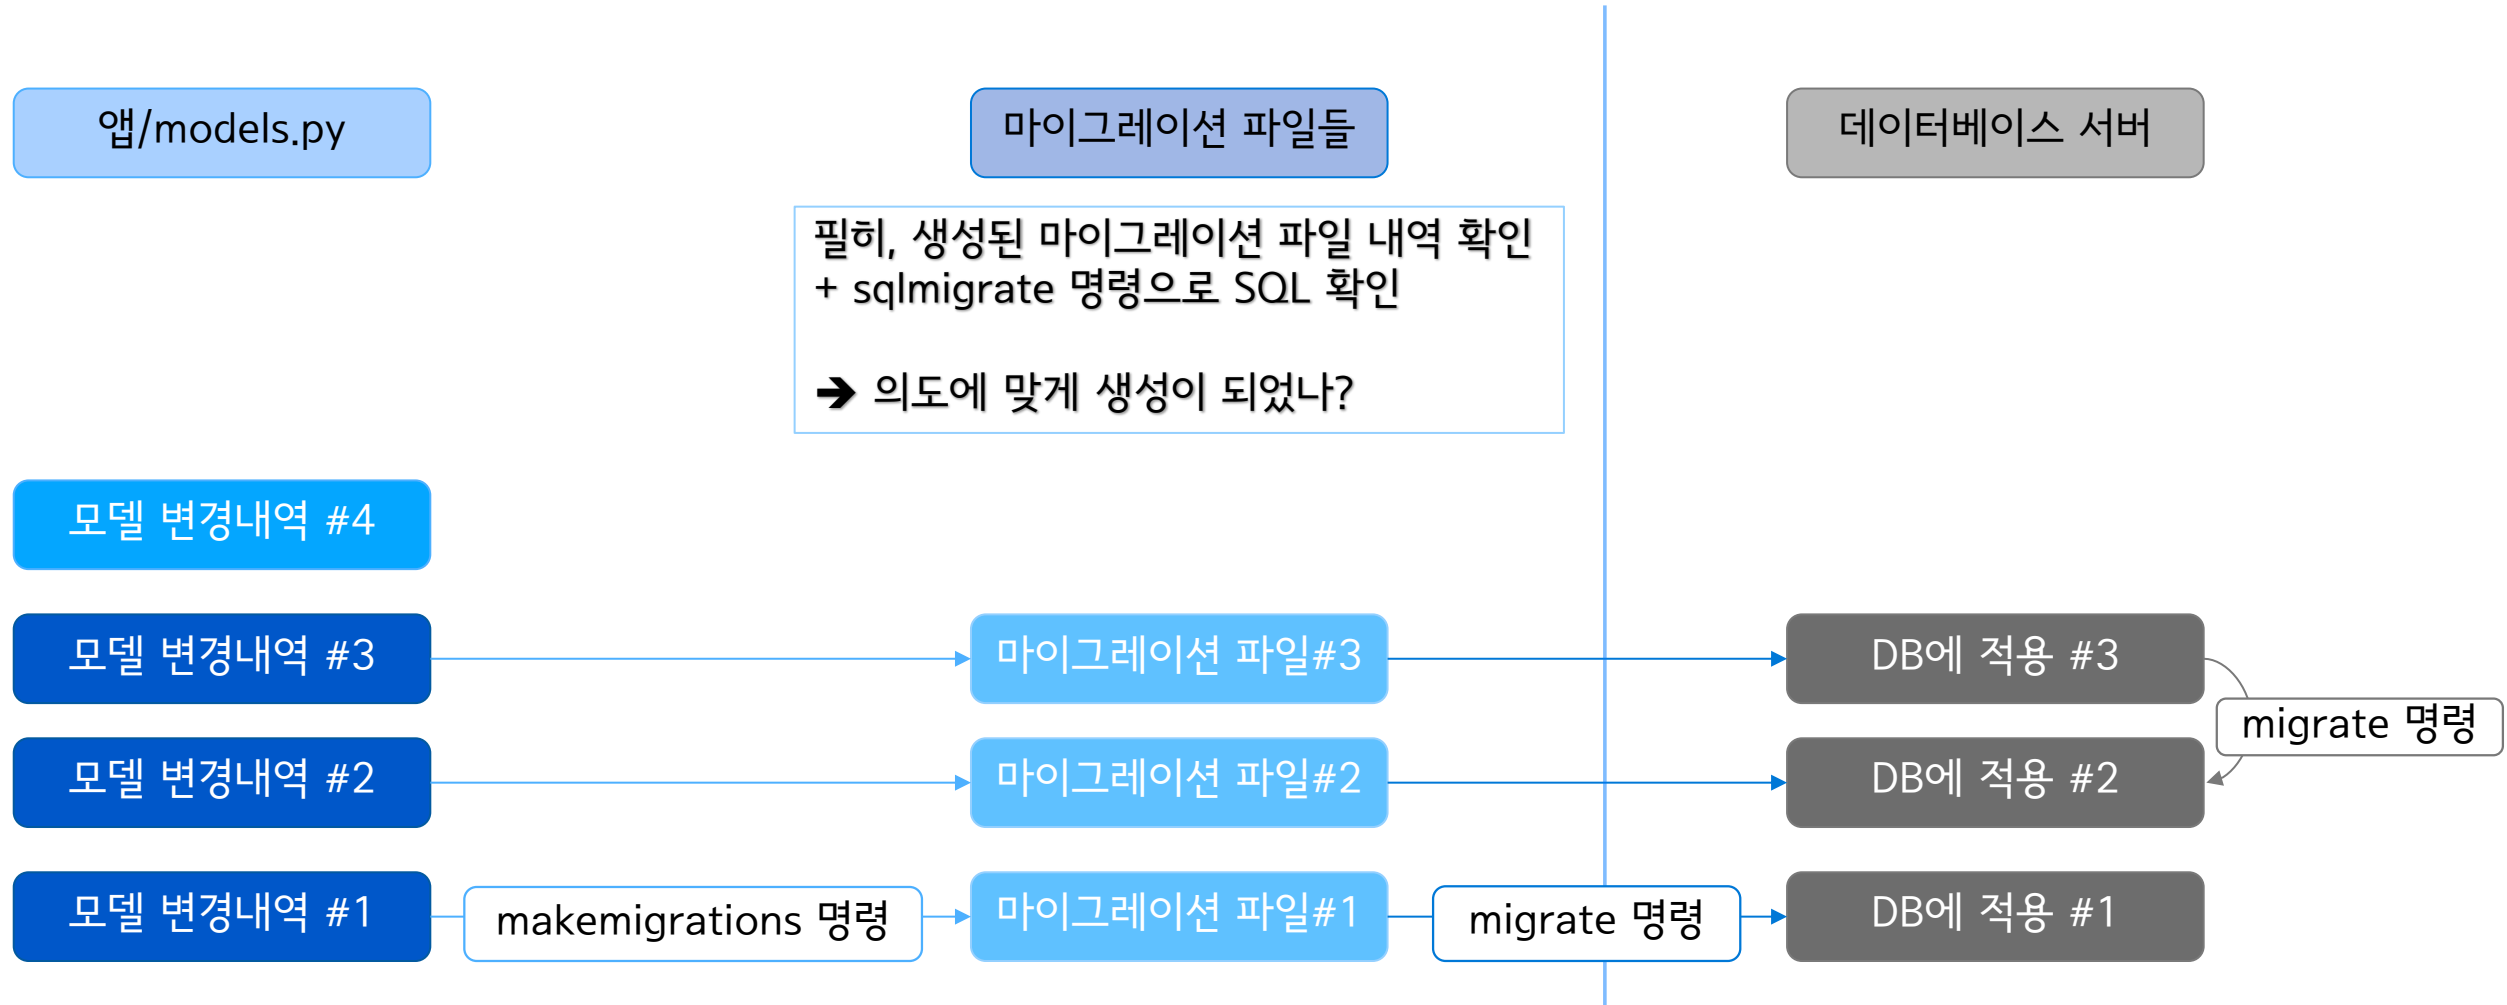 앱/models.py
마이그레이션 파일들
데이터베이스 서버
필히, 생성된 마이그레이션 파일 내역 확인
+ sqlmigrate 명령으로 SQL 확인
➔ 의도에 맞게 생성이 되었나?
모델 변경내역 #4
모델 변경내역 #3
마이그레이션 파일#3
DB에 적용 #3
migrate 명령
모델 변경내역 #2
마이그레이션 파일#2
DB에 적용 #2
모델 변경내역 #1
makemigrations 명령
마이그레이션 파일#1
migrate 명령
DB에 적용 #1